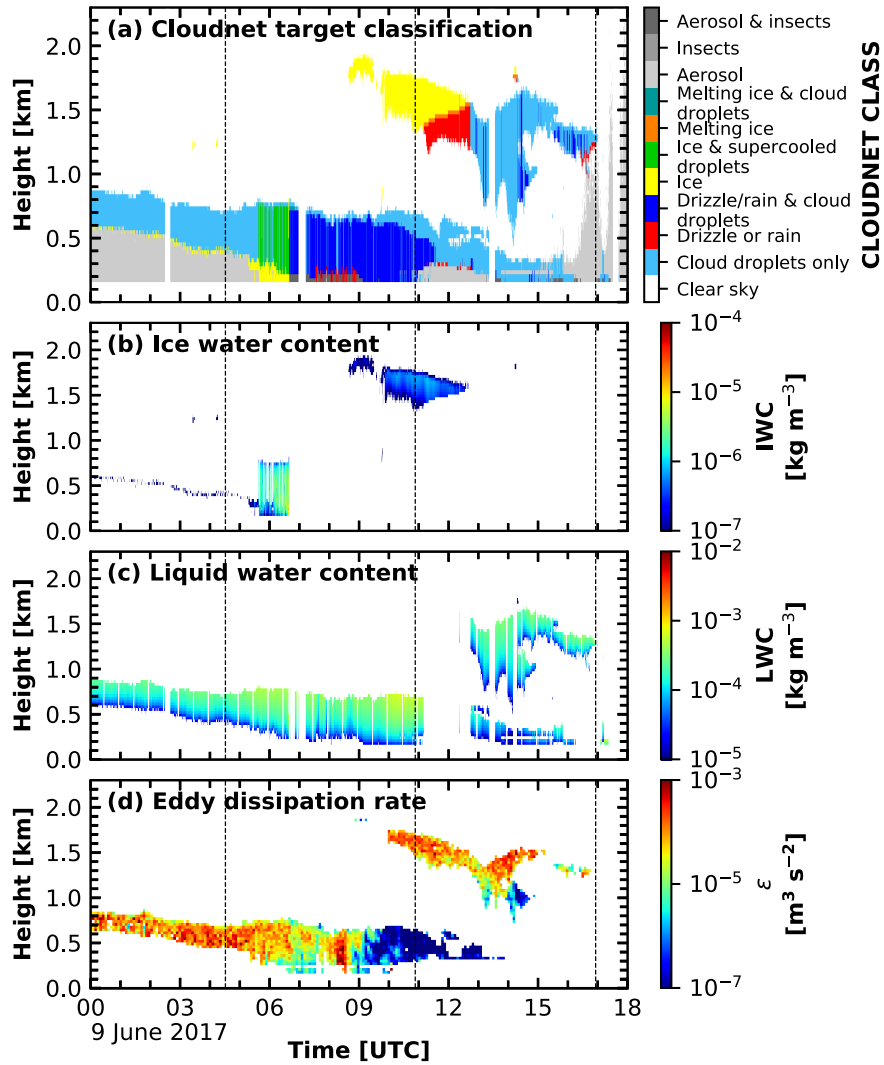 (a) Cloudnet target classification
Height [km]
2.0
1.5
1.0
0.5
0.0
Aerosol & insects
Insects
Aerosol
Melting ice & cloud
droplets
Melting ice
Ice & supercooled
droplets
Ice
Drizzle/rain & cloud
droplets
Drizzle or rain
Cloud droplets only
Clear sky
CLOUDNET CLASS
(b) Ice water content
Height [km]
2.0
1.5
1.0
0.5
0.0
10⁻⁴
10⁻⁵
10⁻⁶
10⁻⁷
IWC
[kg m⁻³]
(c) Liquid water content
Height [km]
2.0
1.5
1.0
0.5
0.0
10⁻²
10⁻³
10⁻⁴
10⁻⁵
LWC
[kg m⁻³]
(d) Eddy dissipation rate
Height [km]
2.0
1.5
1.0
0.5
0.0
10⁻³
10⁻⁵
10⁻⁷
ε
[m³ s⁻²]
00 03 06 09 12 15 18
9 June 2017
Time [UTC]